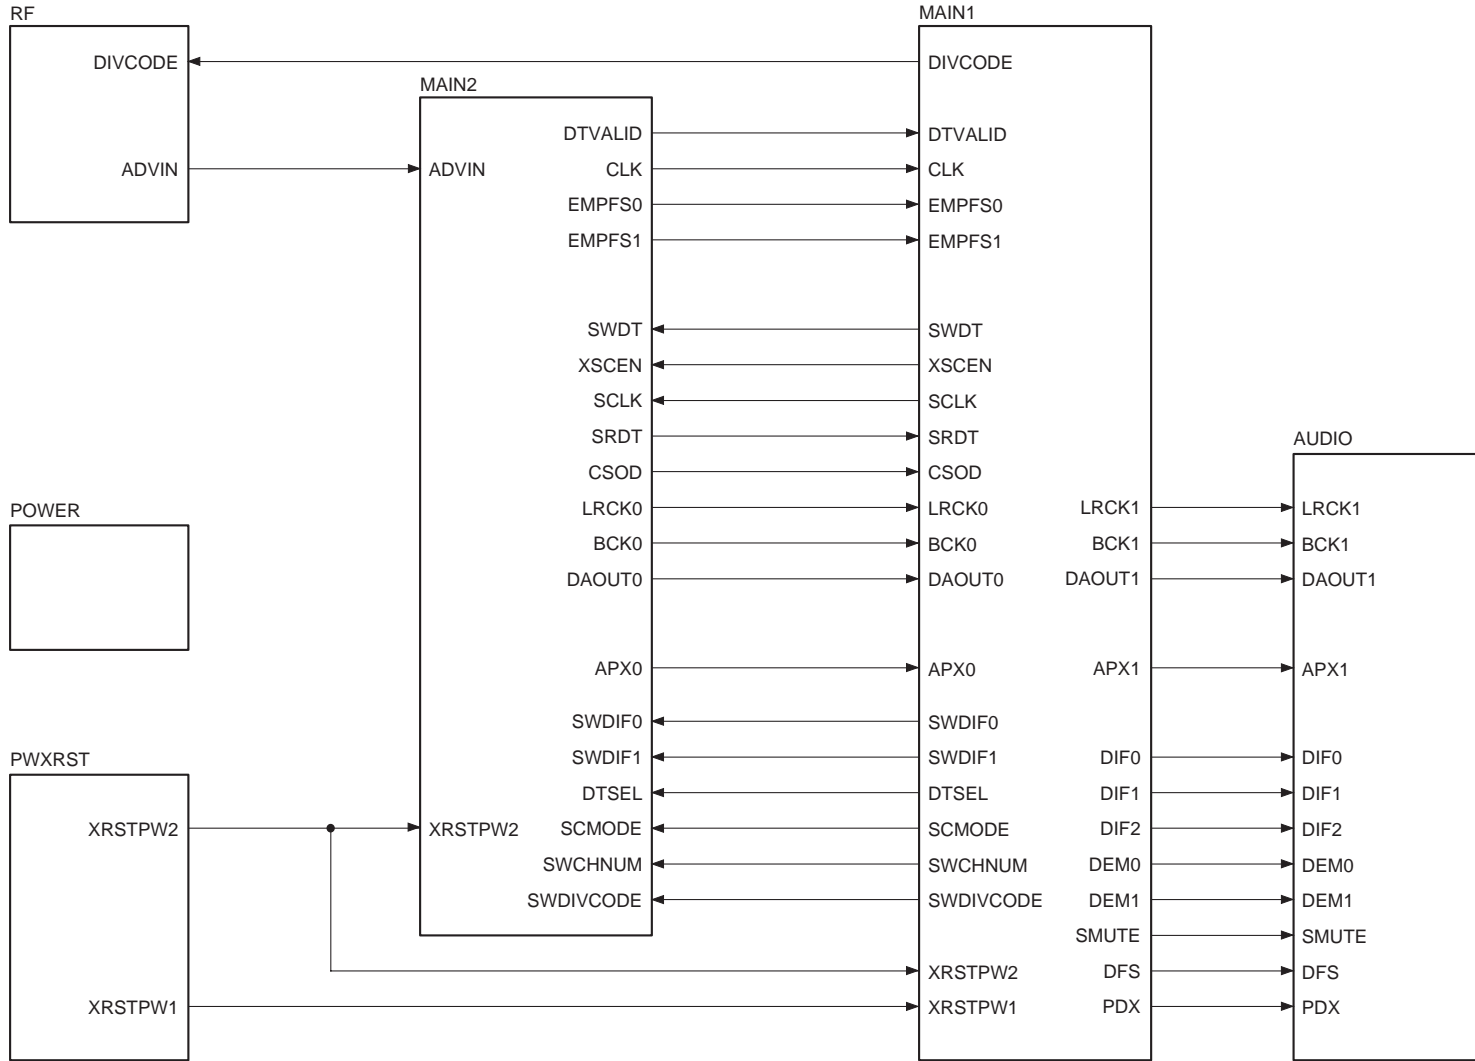 RF
DIVCODE
ADVIN
POWER
PWXRST
XRSTPW2
XRSTPW1
MAIN2
ADVIN
XRSTPW2
DTVALID
CLK
EMPFS0
EMPFS1
SWDT
XSCEN
SCLK
SRDT
CSOD
LRCK0
BCK0
DAOUT0
APX0
SWDIF0
SWDIF1
DTSEL
SCMODE
SWCHNUM
SWDIVCODE
MAIN1
DIVCODE
DTVALID
CLK
EMPFS0
EMPFS1
SWDT
XSCEN
SCLK
SRDT
CSOD
LRCK0
BCK0
DAOUT0
APX0
SWDIF0
SWDIF1
DTSEL
SCMODE
SWCHNUM
SWDIVCODE
XRSTPW2
XRSTPW1
LRCK1
BCK1
DAOUT1
APX1
DIF0
DIF1
DIF2
DEM0
DEM1
SMUTE
DFS
PDX
AUDIO
LRCK1
BCK1
DAOUT1
APX1
DIF0
DIF1
DIF2
DEM0
DEM1
SMUTE
DFS
PDX